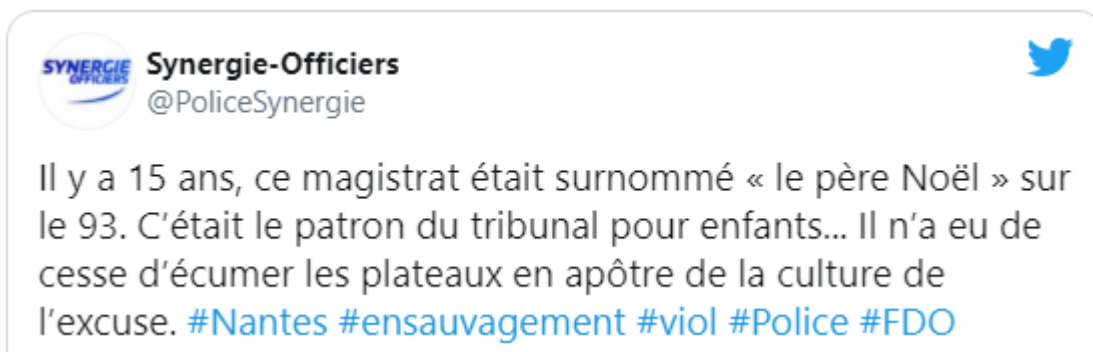 SYNERGIE
OFFICIERS
Synergie-Officiers
@PoliceSynergie
Il y a 15 ans, ce magistrat était surnommé « le père Noël » sur
le 93. C’était le patron du tribunal pour enfants... Il n’a eu de
cesse d’écumer les plateaux en apôtre de la culture de
l’excuse. #Nantes #ensauvagement #viol #Police #FDO